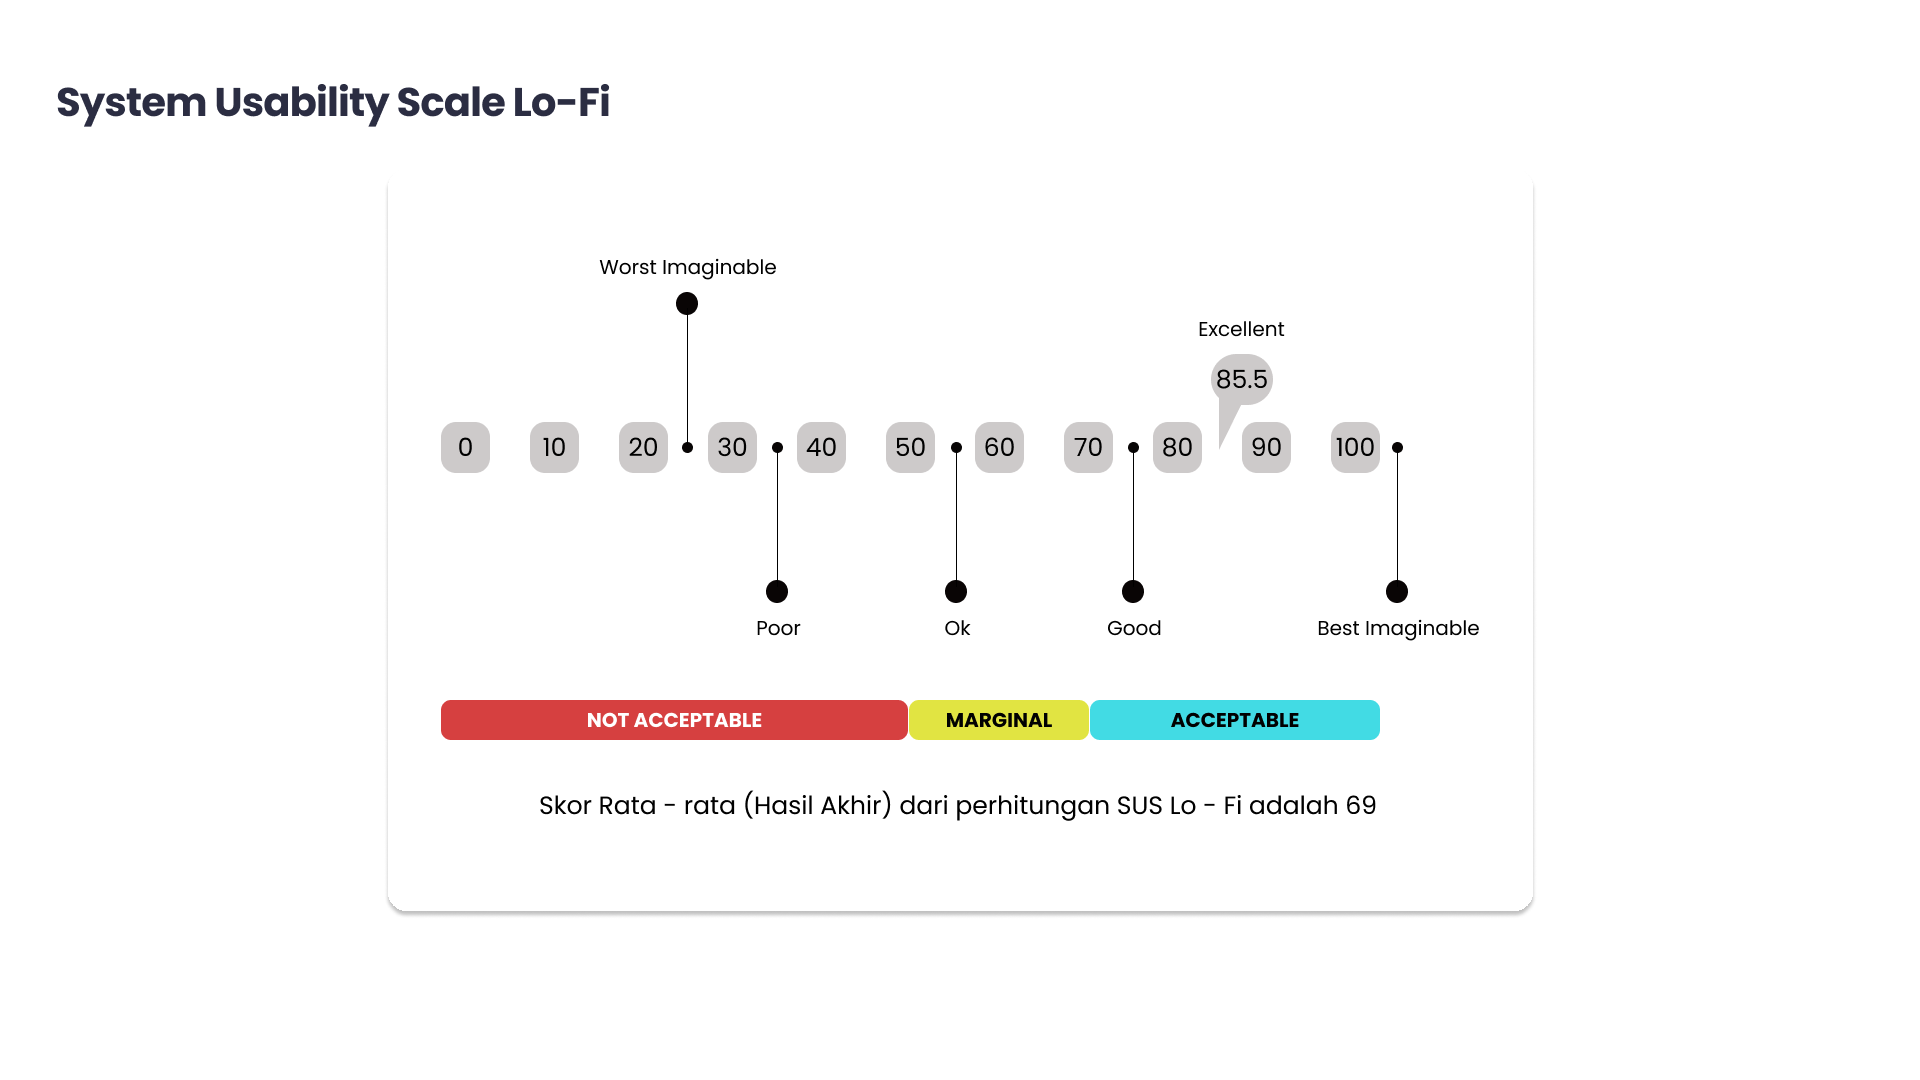 System Usability Scale Lo-Fi
Worst Imaginable
Excellent
85.5
0 10 20 30 40 50 60 70 80 90 100
Poor Ok Good Best Imaginable
NOT ACCEPTABLE MARGINAL ACCEPTABLE
Skor Rata - rata (Hasil Akhir) dari perhitungan SUS Lo - Fi adalah 69